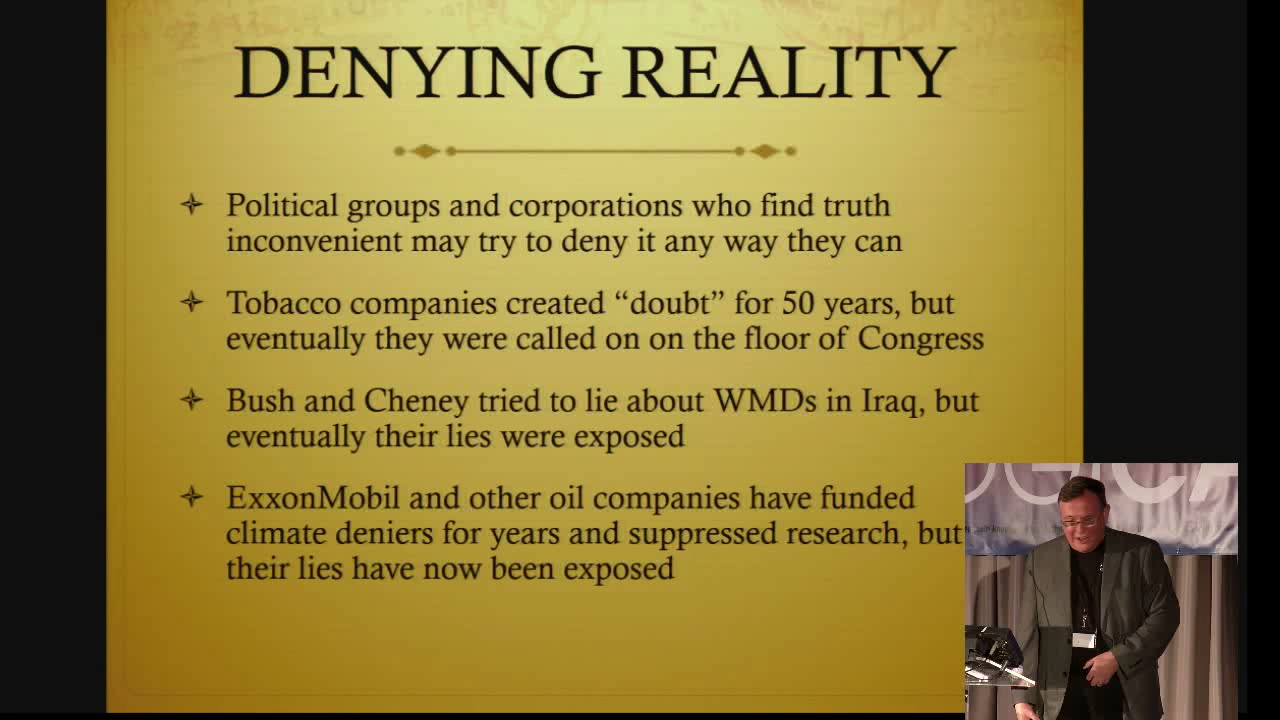 DENYING REALITY
Political groups and corporations who find truth
inconvenient may try to deny it any way they can
Tobacco companies created “doubt” for 50 years, but
eventually they were called on on the floor of Congress
Bush and Cheney tried to lie about WMDs in Iraq, but
eventually their lies were exposed
ExxonMobil and other oil companies have funded
climate deniers for years and suppressed research, but
their lies have now been exposed
OGICA